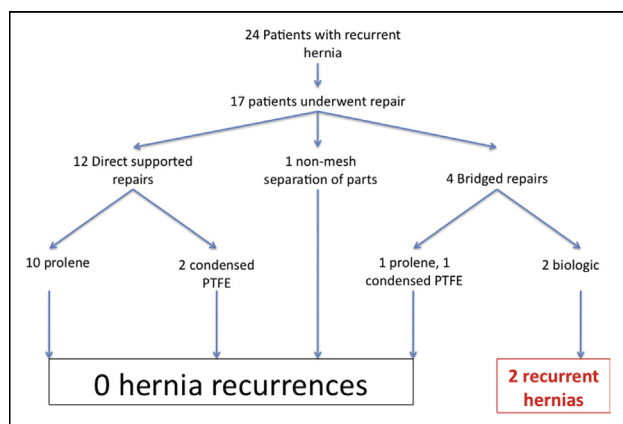 24 Patients with recurrent
hernia
17 patients underwent repair
12 Direct supported
repairs
1 non-mesh
separation of parts
4 Bridged repairs
10 prolene
2 condensed
PTFE
1 prolene, 1
condensed PTFE
2 biologic
0 hernia recurrences
2 recurrent
hernias